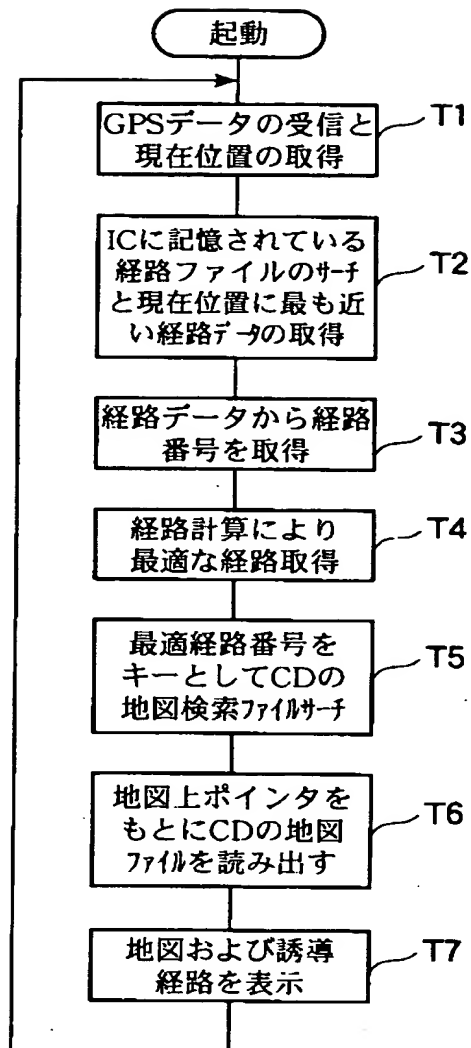 起動
GPSデータの受信と
現在位置の取得
T1
ICに記憶されている
経路ファイルのサーチ
と現在位置に最も近
い経路データの取得
T2
経路データから経路
番号を取得
T3
経路計算により
最適な経路取得
T4
最適経路番号を
キーとしてCDの
地図検索ファイルサーチ
T5
地図上ポインタを
もとにCDの地図
ファイルを読み出す
T6
地図および誘導
経路を表示
T7